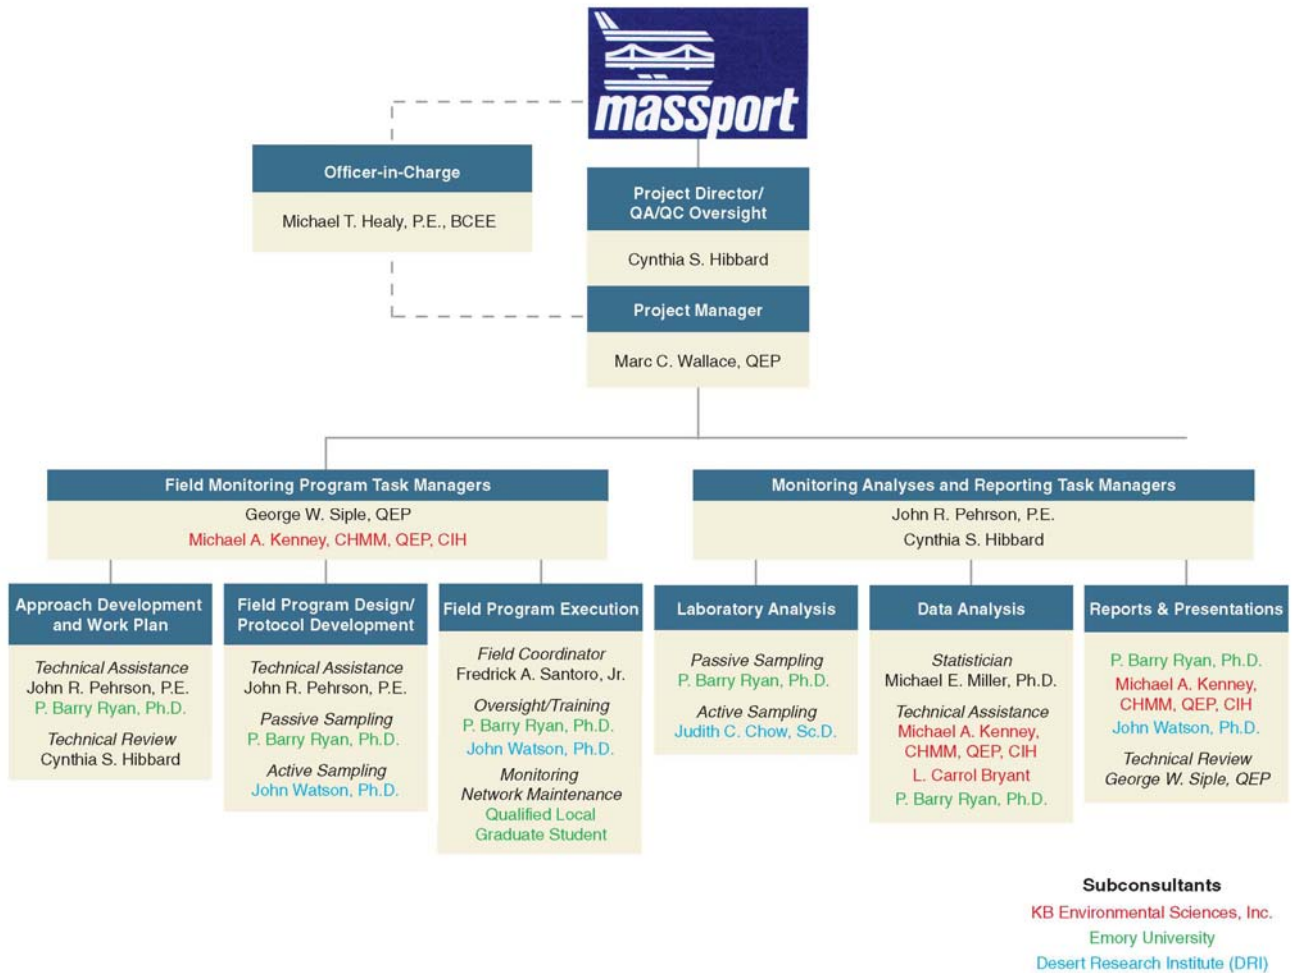 massport
Officer-in-Charge
Michael T. Healy, P.E., BCEE
Project Director/
QA/QC Oversight
Cynthia S. Hibbard
Project Manager
Marc C. Wallace, QEP
Field Monitoring Program Task Managers
George W. Siple, QEP
Michael A. Kenney, CHMM, QEP, CIH
Monitoring Analyses and Reporting Task Managers
John R. Pehrson, P.E.
Cynthia S. Hibbard
Approach Development
and Work Plan
Technical Assistance
John R. Pehrson, P.E.
P. Barry Ryan, Ph.D.
Technical Review
Cynthia S. Hibbard
Field Program Design/
Protocol Development
Technical Assistance
John R. Pehrson, P.E.
Passive Sampling
P. Barry Ryan, Ph.D.
Active Sampling
John Watson, Ph.D.
Field Program Execution
Field Coordinator
Fredrick A. Santoro, Jr.
Oversight/Training
P. Barry Ryan, Ph.D.
John Watson, Ph.D.
Monitoring
Network Maintenance
Qualified Local
Graduate Student
Laboratory Analysis
Passive Sampling
P. Barry Ryan, Ph.D.
Active Sampling
Judith C. Chow, Sc.D.
Data Analysis
Statistician
Michael E. Miller, Ph.D.
Technical Assistance
Michael A. Kenney,
CHMM, QEP, CIH
L. Carrol Bryant
P. Barry Ryan, Ph.D.
Reports & Presentations
P. Barry Ryan, Ph.D.
Michael A. Kenney,
CHMM, QEP, CIH
John Watson, Ph.D.
Technical Review
George W. Siple, QEP
Subconsultants
KB Environmental Sciences, Inc.
Emory University
Desert Research Institute (DRI)